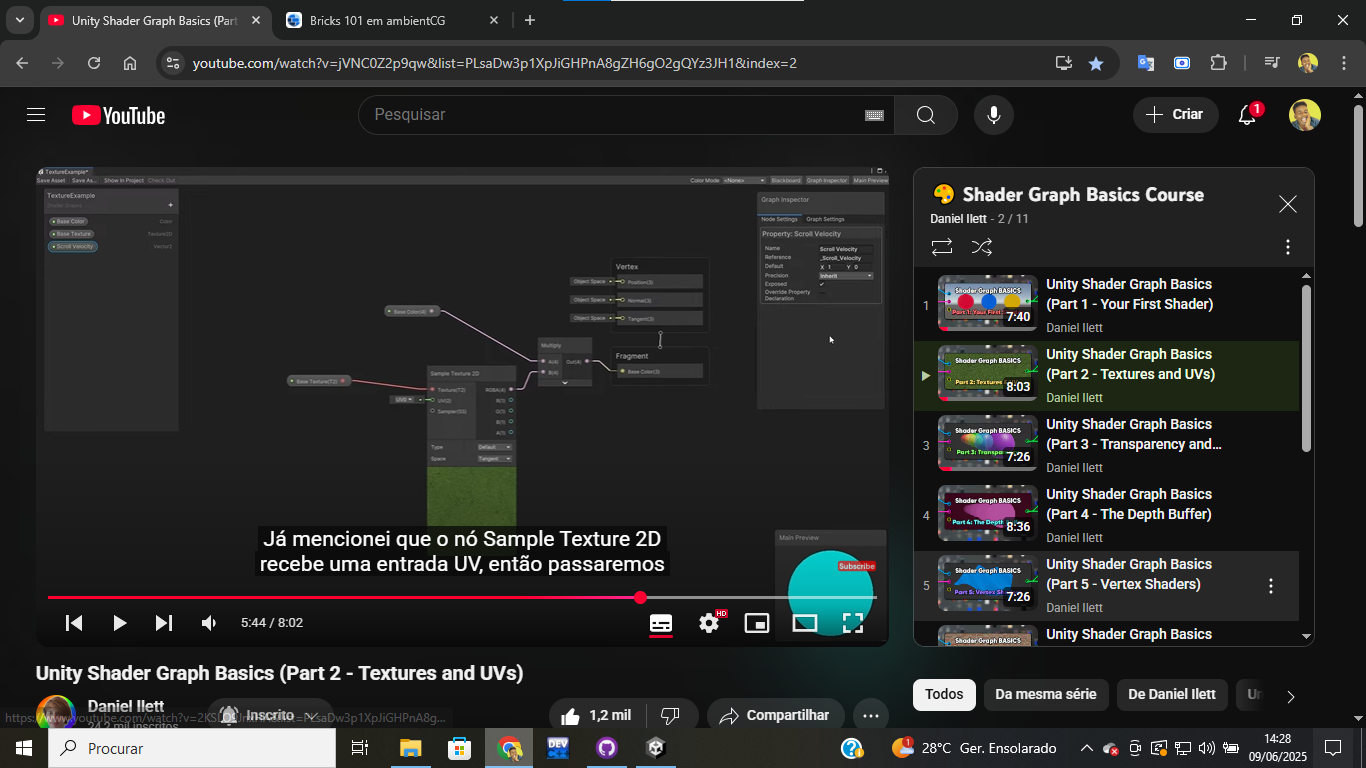 Unity Shader Graph Basics (Part
Bricks 101 em ambientCG
youtube.com/watch?v=jVNC0Z2p9qw&list=PLsaDw3p1XpJiGHPnA8gZH6gO2gQYz3JH1&index=2
YouTube
Pesquisar
Criar
1
TextureExample*
Save Asset Save As... Show In Project Check Out
Color Mode <None> Blackboard Graph Inspector Main Preview
TextureExample
Shader Graphs
Base Color Color
Base Texture Texture2D
Scroll Velocity Vector2
Graph Inspector
Node Settings Graph Settings
Property: Scroll Velocity
Name Scroll Velocity
Reference _Scroll_Velocity
Default X 1 Y 0
Precision Inherit
Exposed
Override Property
Declaration
Vertex
Object Space Position(3)
Object Space Normal(3)
Object Space Tangent(3)
Base Color(4)
Multiply
A(4) Out(4)
B(4)
Fragment
Base Color(3)
Base Texture(T2)
Sample Texture 2D
Texture(T2) RGBA(4)
UV0 UV(2) R(1)
Sampler(SS) G(1)
B(1)
A(1)
Type Default
Space Tangent
Main Preview
Subscribe
Já mencionei que o nó Sample Texture 2D
recebe uma entrada UV, então passaremos
5:44 / 8:02
HD
Shader Graph Basics Course
Daniel Ilett - 2 / 11
1
Shader Graph BASICS
Part 1: Your First
7:40
Unity Shader Graph Basics
(Part 1 - Your First Shader)
Daniel Ilett
Shader Graph BASICS
Part 2: Textures
8:03
Unity Shader Graph Basics
(Part 2 - Textures and UVs)
Daniel Ilett
3
Shader Graph BASICS
Part 3: Transpa
7:26
Unity Shader Graph Basics
(Part 3 - Transparency and...
Daniel Ilett
4
Shader Graph BASICS
Part 4: The Depth
8:36
Unity Shader Graph Basics
(Part 4 - The Depth Buffer)
Daniel Ilett
5
Shader Graph BASICS
Part 5: Vertex Sh
7:26
Unity Shader Graph Basics
(Part 5 - Vertex Shaders)
Daniel Ilett
Shader Graph BASICS
Unity Shader Graph Basics
Unity Shader Graph Basics (Part 2 - Textures and UVs)
Daniel Ilett
24,2 mil inscritos
Inscrito
1,2 mil
Compartilhar
Todos
Da mesma série
De Daniel Ilett
Un
Procurar
DEV
28°C Ger. Ensolarado
14:28
09/06/2025